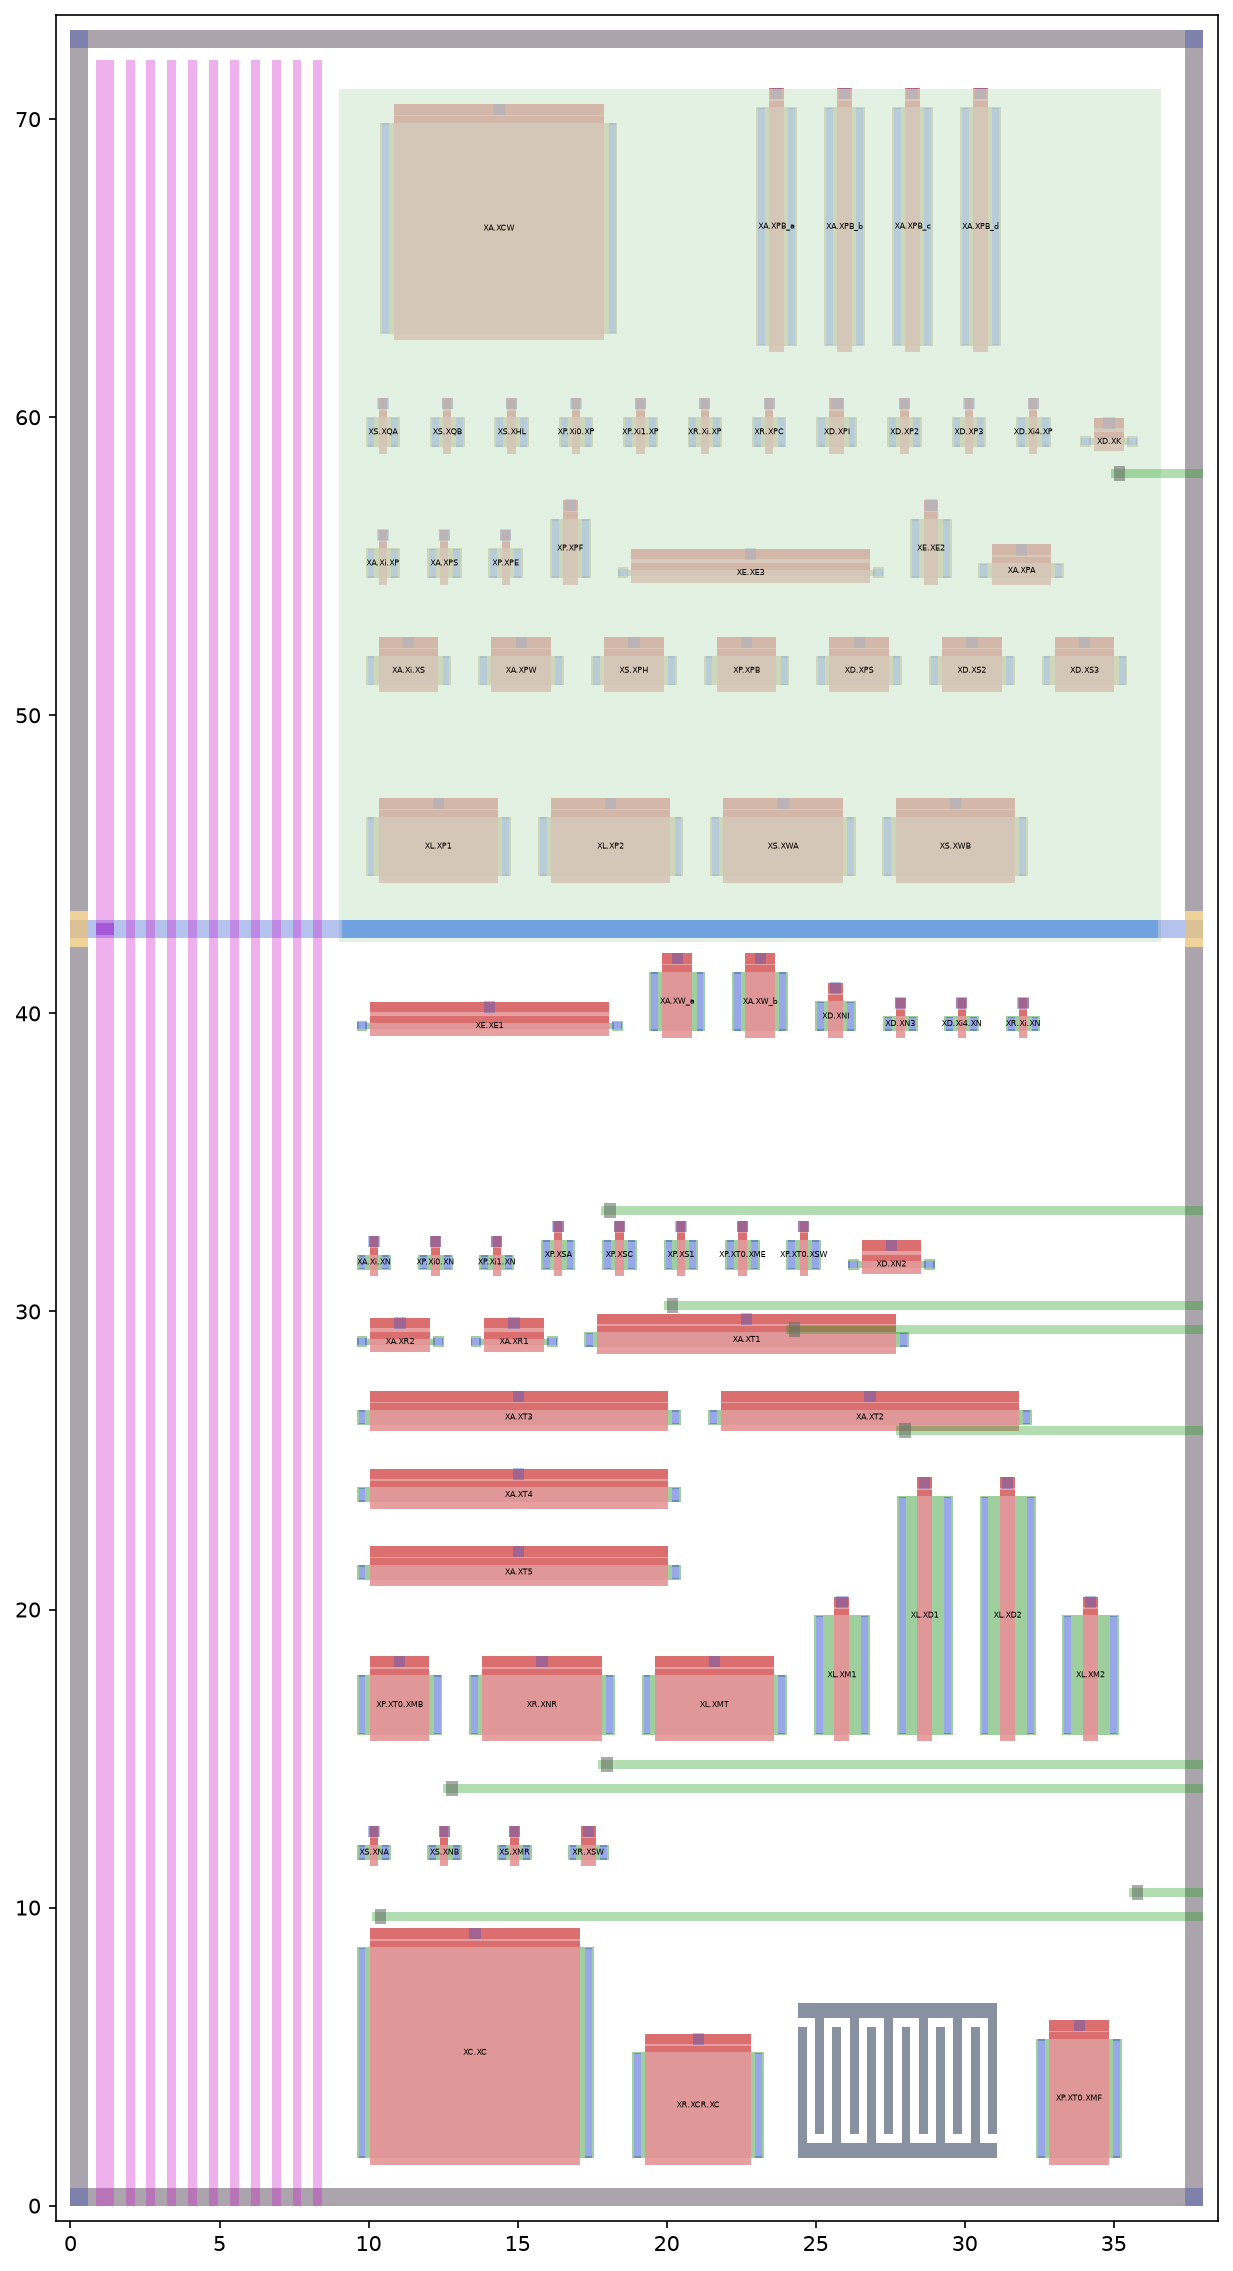 70
XA.XCW
XA.XPB_a XA.XPB_b XA.XPB_c XA.XPB_d
60
XS.XQA XS.XQB XS.XHL XP.Xi0.XP XP.Xi1.XP XR.Xi.XP XR.XPC XD.XPI XD.XP2 XD.XP3 XD.Xi4.XP XD.XK
XA.Xi.XP XA.XPS XP.XPE XP.XPF XE.XE3 XE.XE2 XA.XPA
XA.Xi.XS XA.XPW XS.XPH XP.XPB XD.XPS XD.XS2 XD.XS3
50
XL.XP1 XL.XP2 XS.XWA XS.XWB
40
XE.XE1 XA.XW_a XA.XW_b XD.XNI XD.XN3 XD.Xi4.XN XR.Xi.XN
XA.Xi.XN XP.Xi0.XN XP.Xi1.XN XP.XSA XP.XSC XP.XS1 XP.XT0.XME XP.XT0.XSW XD.XN2
30
XA.XR2 XA.XR1 XA.XT1
XA.XT3 XA.XT2
XA.XT4
XA.XT5
20
XL.XD1 XL.XD2
XP.XT0.XMB XR.XNR XL.XMT XL.XM1 XL.XM2
XS.XNA XS.XNB XS.XMR XR.XSW
10
XC.XC XR.XCR.XC XP.XT0.XMF
0
0 5 10 15 20 25 30 35